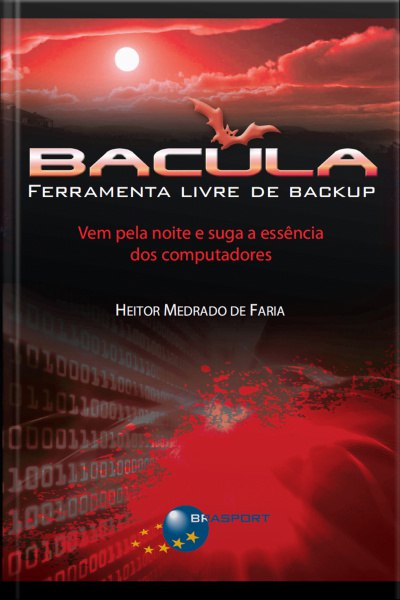 BACULA
FERRAMENTA LIVRE DE BACKUP
Vem pela noite e suga a essência
dos computadores
HEITOR MEDRADO DE FARIA
BRASPORT